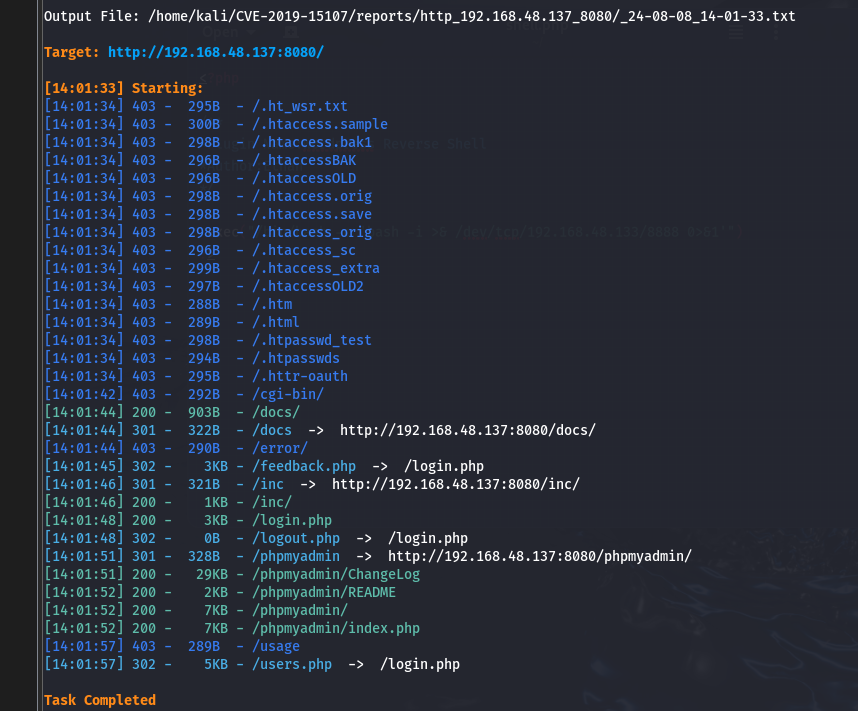 Output File: /home/kali/CVE-2019-15107/reports/http_192.168.48.137_8080/_24-08-08_14-01-33.txt
Target: http://192.168.48.137:8080/
[14:01:33] Starting:
[14:01:34] 403 -  295B  - /.ht_wsr.txt
[14:01:34] 403 -  300B  - /.htaccess.sample
[14:01:34] 403 -  298B  - /.htaccess.bak1
[14:01:34] 403 -  296B  - /.htaccessBAK
[14:01:34] 403 -  296B  - /.htaccessOLD
[14:01:34] 403 -  298B  - /.htaccess.orig
[14:01:34] 403 -  298B  - /.htaccess.save
[14:01:34] 403 -  298B  - /.htaccess_orig
[14:01:34] 403 -  296B  - /.htaccess_sc
[14:01:34] 403 -  299B  - /.htaccess_extra
[14:01:34] 403 -  297B  - /.htaccessOLD2
[14:01:34] 403 -  288B  - /.htm
[14:01:34] 403 -  289B  - /.html
[14:01:34] 403 -  298B  - /.htpasswd_test
[14:01:34] 403 -  294B  - /.htpasswds
[14:01:34] 403 -  295B  - /.httr-oauth
[14:01:42] 403 -  292B  - /cgi-bin/
[14:01:44] 200 -  903B  - /docs/
[14:01:44] 301 -  322B  - /docs  ->  http://192.168.48.137:8080/docs/
[14:01:44] 403 -  290B  - /error/
[14:01:45] 302 -    3KB - /feedback.php  ->  /login.php
[14:01:46] 301 -  321B  - /inc  ->  http://192.168.48.137:8080/inc/
[14:01:46] 200 -    1KB - /inc/
[14:01:48] 200 -    3KB - /login.php
[14:01:48] 302 -    0B  - /logout.php  ->  /login.php
[14:01:51] 301 -  328B  - /phpmyadmin  ->  http://192.168.48.137:8080/phpmyadmin/
[14:01:51] 200 -   29KB - /phpmyadmin/ChangeLog
[14:01:52] 200 -    2KB - /phpmyadmin/README
[14:01:52] 200 -    7KB - /phpmyadmin/
[14:01:52] 200 -    7KB - /phpmyadmin/index.php
[14:01:57] 403 -  289B  - /usage
[14:01:57] 302 -    5KB - /users.php  ->  /login.php
Task Completed